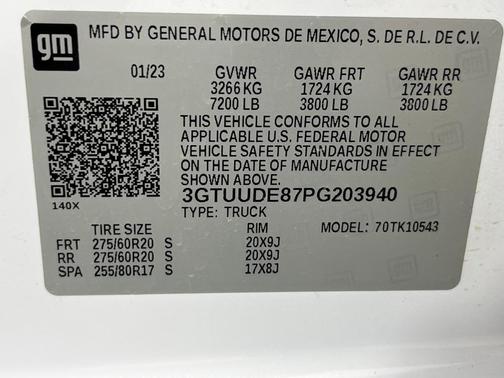 gm MFD BY GENERAL MOTORS DE MEXICO, S. DE R.L. DE C.V.
01/23 GVWR GAWR FRT GAWR RR
3266 KG 1724 KG 1724 KG
7200 LB 3800 LB 3800 LB
THIS VEHICLE CONFORMS TO ALL
APPLICABLE U.S. FEDERAL MOTOR
VEHICLE SAFETY STANDARDS IN EFFECT
ON THE DATE OF MANUFACTURE
SHOWN ABOVE.
140X 3GTUUDE87PG203940
TYPE: TRUCK
TIRE SIZE RIM MODEL: 70TK10543
FRT 275/60R20 S 20X9J
RR 275/60R20 S 20X9J
SPA 255/80R17 S 17X8J